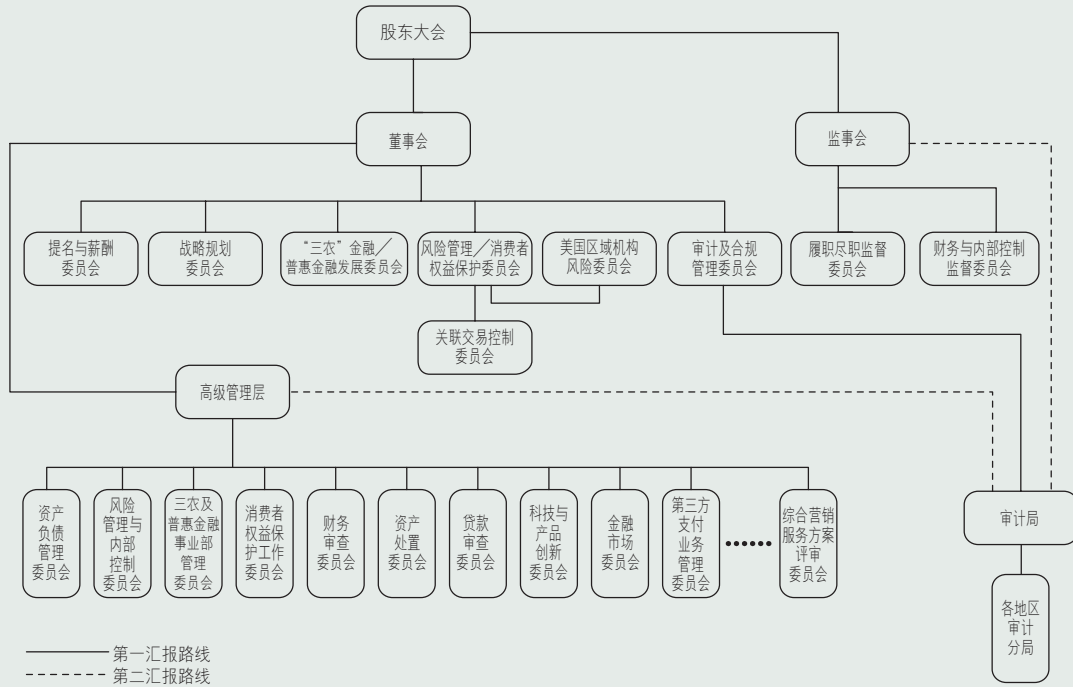 股东大会
董事会
监事会
提名与薪酬
委员会
战略规划
委员会
“三农”金融／
普惠金融发展委员会
风险管理／消费者
权益保护委员会
美国区域机构
风险委员会
审计及合规
管理委员会
履职尽职监督
委员会
财务与内部控制
监督委员会
关联交易控制
委员会
高级管理层
资产
负债
管理
委员会
风险
管理与
内部
控制
委员会
三农及
普惠金融
事业部
管理
委员会
消费者
权益保
护工作
委员会
财务
审查
委员会
资产
处置
委员会
贷款
审查
委员会
科技与
产品
创新
委员会
金融
市场
委员会
第三方
支付
业务
管理
委员会
••••••
综合营销
服务方案
评审
委员会
审计局
各地区
审计
分局
第一汇报路线
第二汇报路线